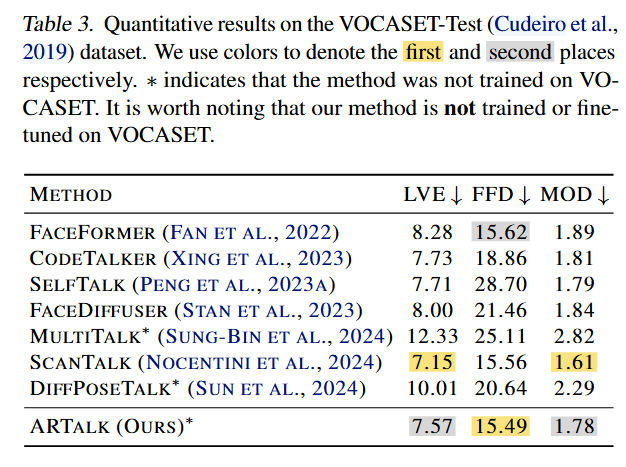 Table 3. Quantitative results on the VOCASET-Test (Cudeiro et al.,
2019) dataset. We use colors to denote the first and second places
respectively. * indicates that the method was not trained on VO-
CASET. It is worth noting that our method is not trained or fine-
tuned on VOCASET.
METHOD LVE↓ FFD↓ MOD↓
FACEFORMER (FAN ET AL., 2022) 8.28 15.62 1.89
CODETALKER (XING ET AL., 2023) 7.73 18.86 1.81
SELFTALK (PENG ET AL., 2023A) 7.71 28.70 1.79
FACEDIFFUSER (STAN ET AL., 2023) 8.00 21.46 1.84
MULTITALK* (SUNG-BIN ET AL., 2024) 12.33 25.11 2.82
SCANTALK (NOCENTINI ET AL., 2024) 7.15 15.56 1.61
DIFFPOSETALK* (SUN ET AL., 2024) 10.01 20.64 2.29
ARTALK (OURS)* 7.57 15.49 1.78